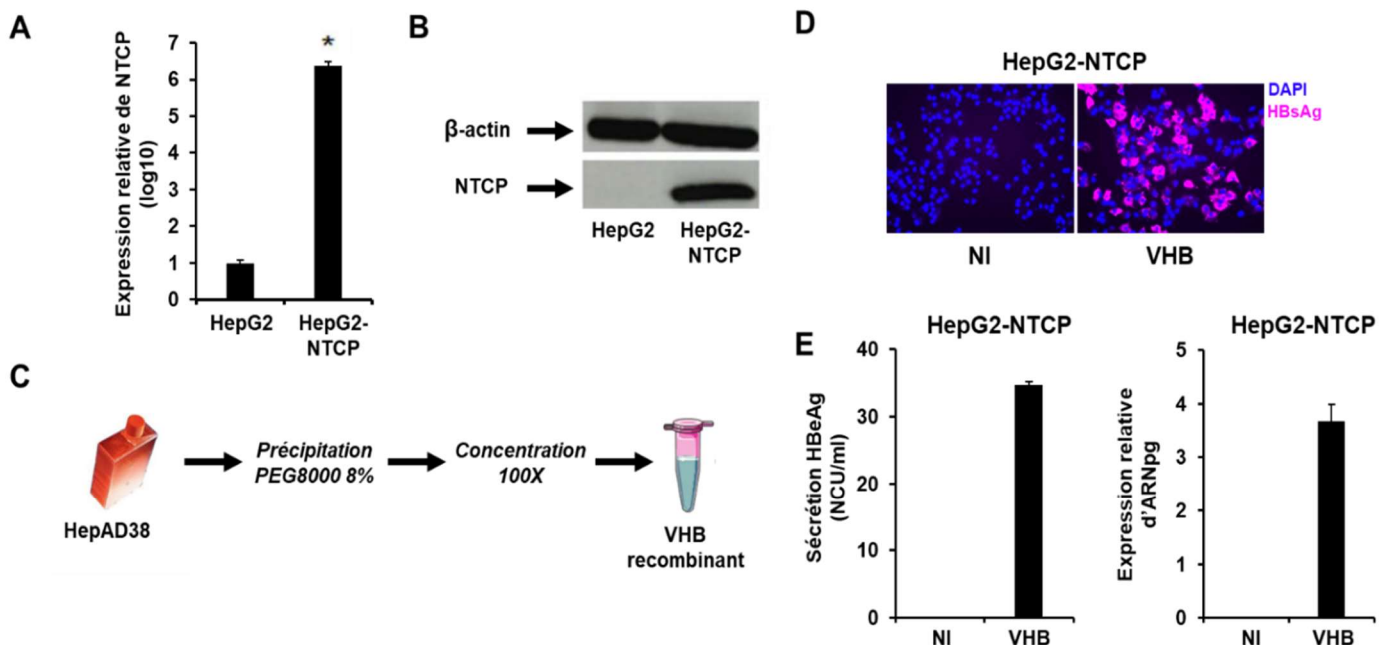 A
Expression relative de NTCP
(log10)
7
6
5
4
3
2
1
0
*
HepG2
HepG2-
NTCP
B
β-actin
NTCP
HepG2
HepG2-
NTCP
C
HepAD38
Précipitation
PEG8000 8%
Concentration
100X
VHB
recombinant
D
HepG2-NTCP
DAPI
HBsAg
NI
VHB
E
HepG2-NTCP
Sécrétion HBeAg
(NCU/ml)
40
30
20
10
0
NI
VHB
HepG2-NTCP
Expression relative
d'ARNpg
5
4
3
2
1
0
NI
VHB